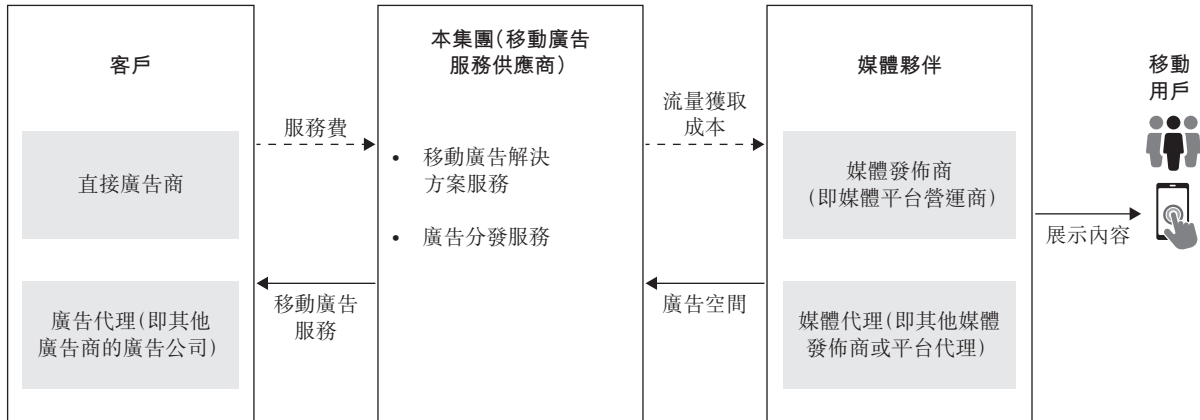 客戶
直接廣告商
廣告代理(即其他
廣告商的廣告公司)
服務費
移動廣告
服務
本集團(移動廣告
服務供應商)
• 移動廣告解決
方案服務
• 廣告分發服務
流量獲取
成本
廣告空間
媒體夥伴
媒體發佈商
(即媒體平台營運商)
媒體代理(即其他媒體
發佈商或平台代理)
展示內容
移動
用戶